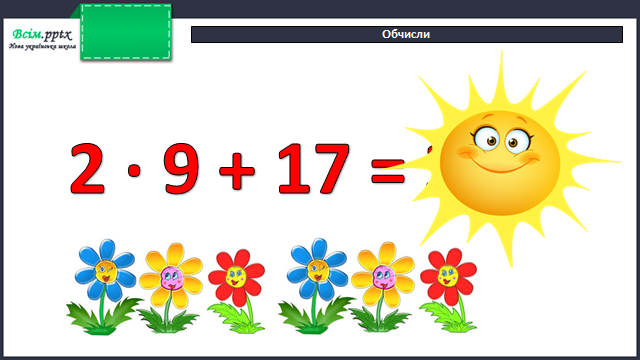 Всім.pptx
Нова українська школа
Обчисли
2 · 9 + 17 =